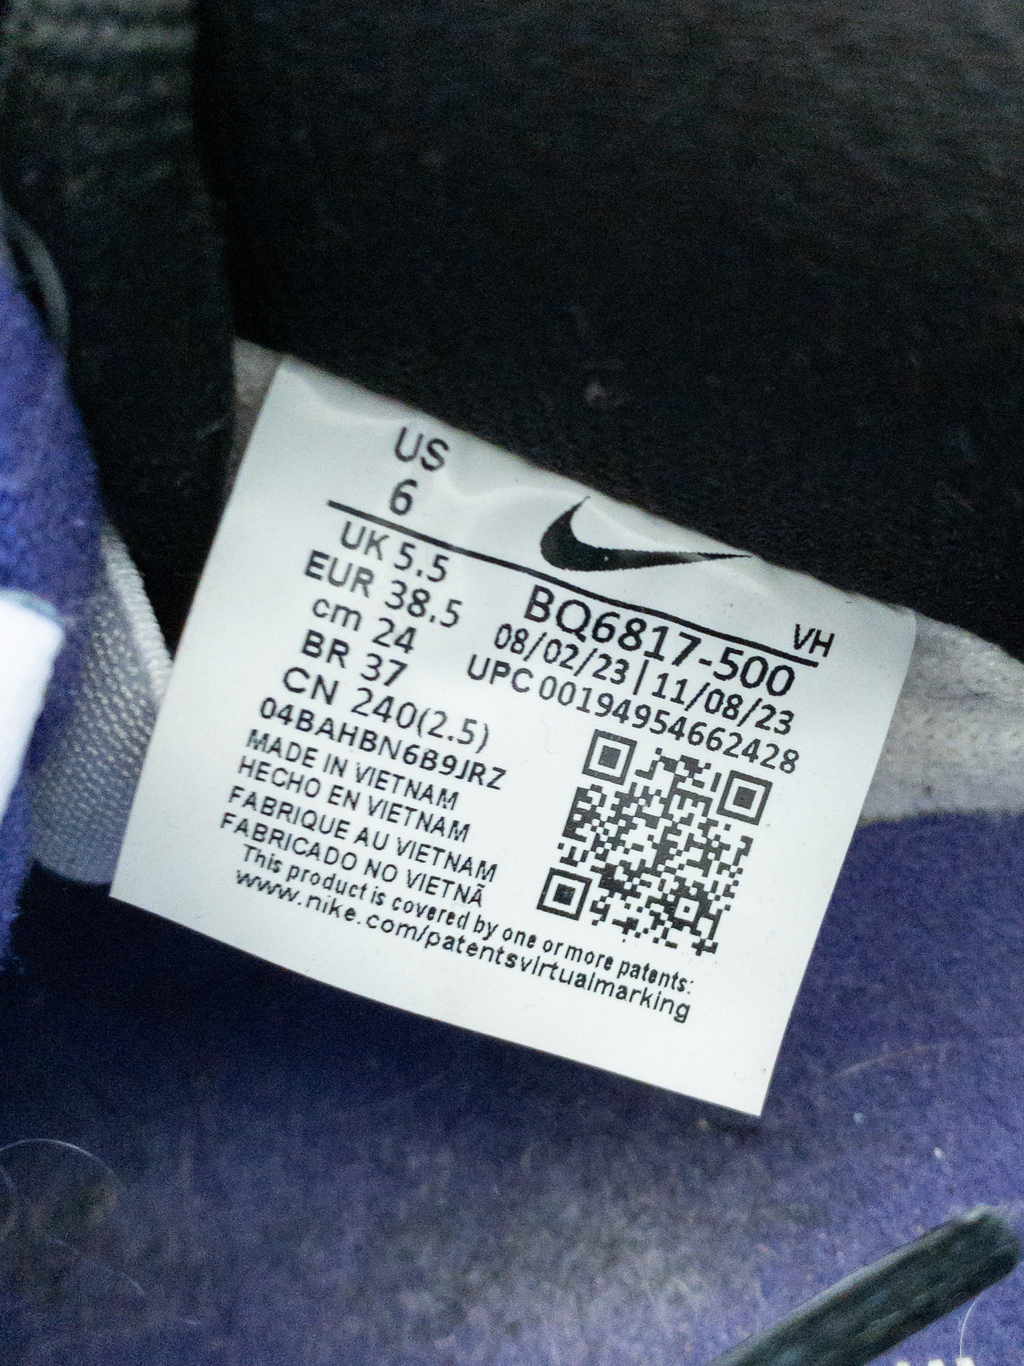 US
6
UK 5.5
EUR 38.5
cm 24
BR 37
CN 240(2.5)
04BAHBN6B9JRZ
MADE IN VIETNAM
HECHO EN VIETNAM
FABRIQUE AU VIETNAM
FABRICADO NO VIETNÃ
This product is covered by one or more patents:
www.nike.com/patentsvirtualmarking
VH
BQ6817-500
08/02/23 | 11/08/23
UPC 00194954662428